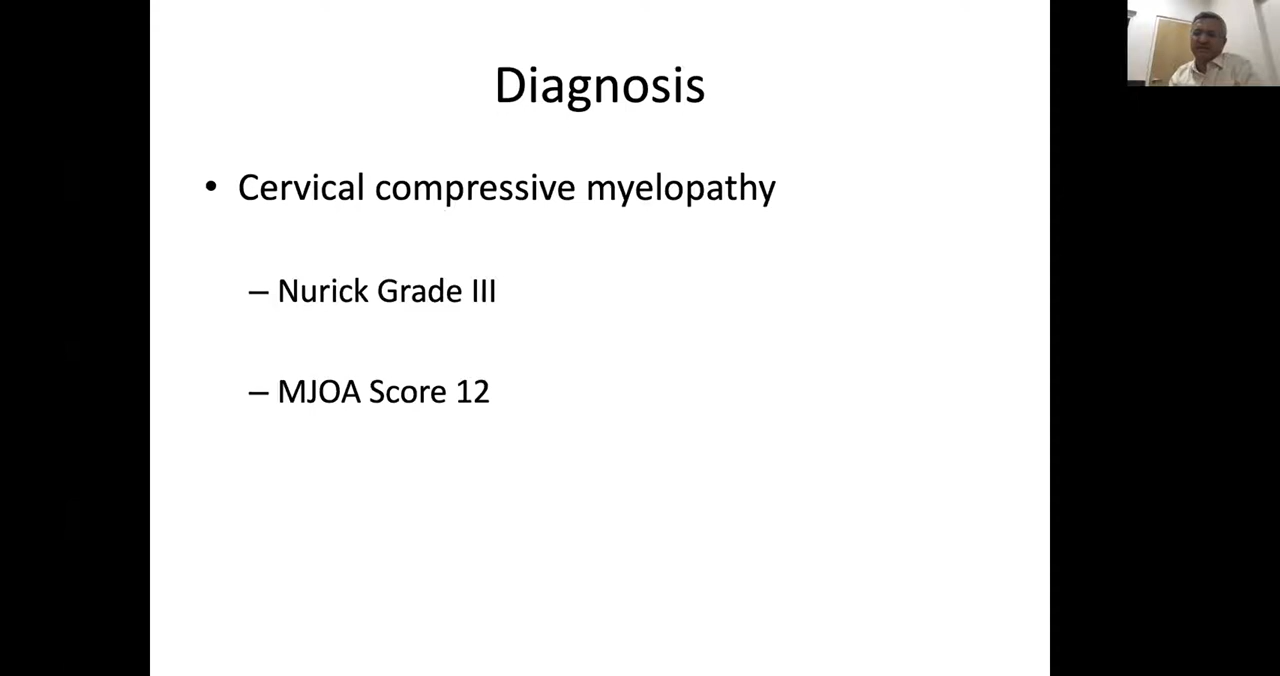 Diagnosis
• Cervical compressive myelopathy
– Nurick Grade III
– MJOA Score 12